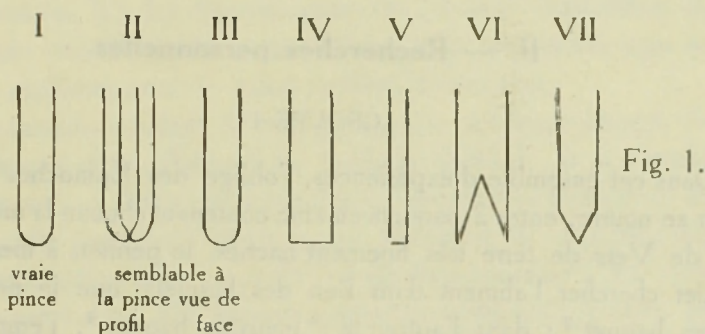 I II III IV V VI VII
Fig. 1.
vraie semblable à
pince la pince vue de
profil face